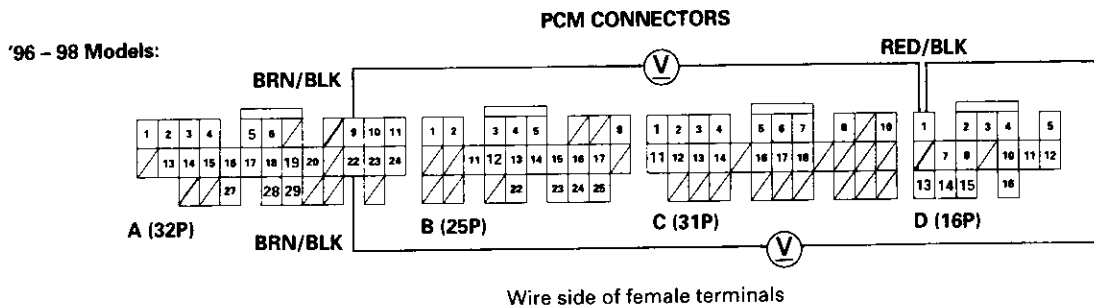 PCM CONNECTORS
'96 – 98 Models:
BRN/BLK V RED/BLK
1 2 3 4 5 6 9 10 11 1 2 3 4 5 8 1 2 3 4 5 6 7 8 10 1 2 3 4 5
13 14 15 16 17 18 19 20 22 23 24 11 12 13 14 15 16 17 11 12 13 14 16 17 18 7 8 10 11 12
27 28 29 22 23 24 25 13 14 15 16
A (32P) BRN/BLK B (25P) C (31P) V D (16P)
Wire side of female terminals